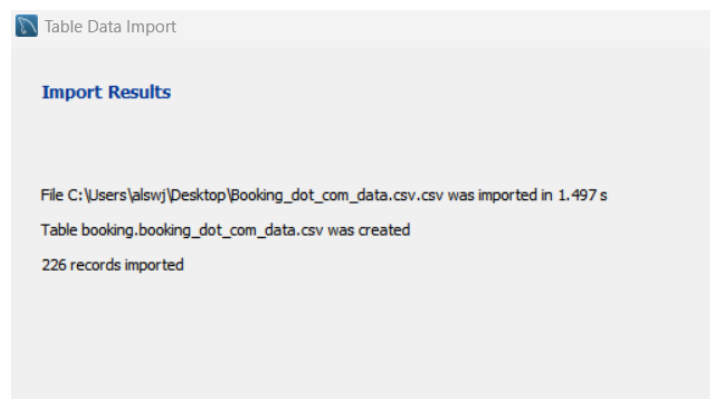 Table Data Import
Import Results
File C:\Users\alswj\Desktop\Booking_dot_com_data.csv.csv was imported in 1.497 s
Table booking.booking_dot_com_data.csv was created
226 records imported